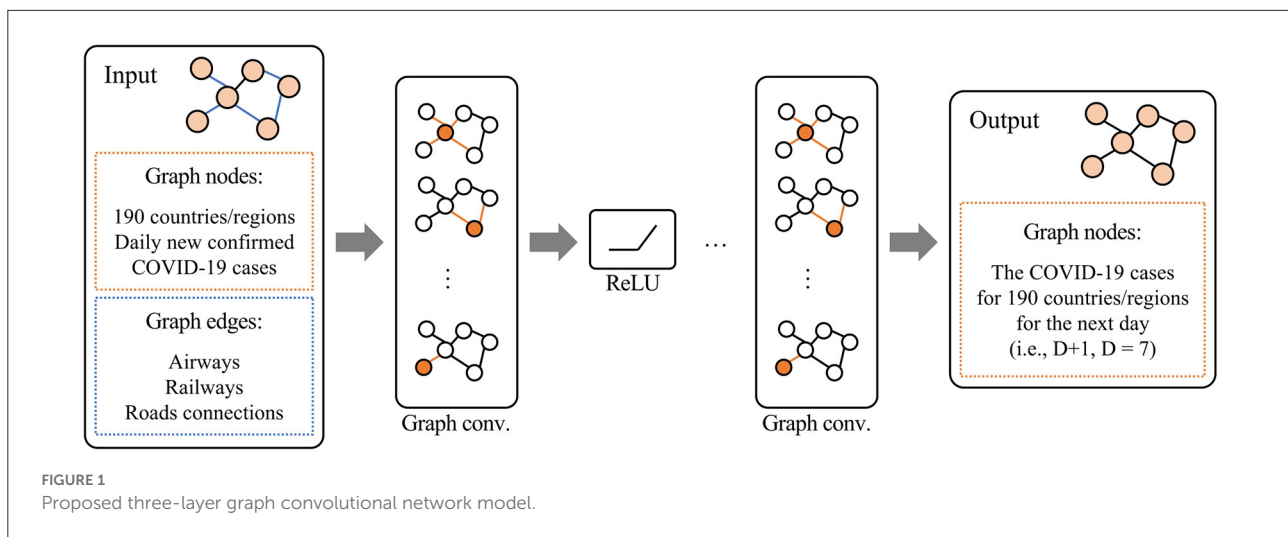 Input
Graph nodes:
190 countries/regions
Daily new confirmed
COVID-19 cases
Graph edges:
Airways
Railways
Roads connections
Graph conv.
ReLU
...
Graph conv.
Output
Graph nodes:
The COVID-19 cases
for 190 countries/regions
for the next day
(i.e., D+1, D = 7)
FIGURE 1
Proposed three-layer graph convolutional network model.